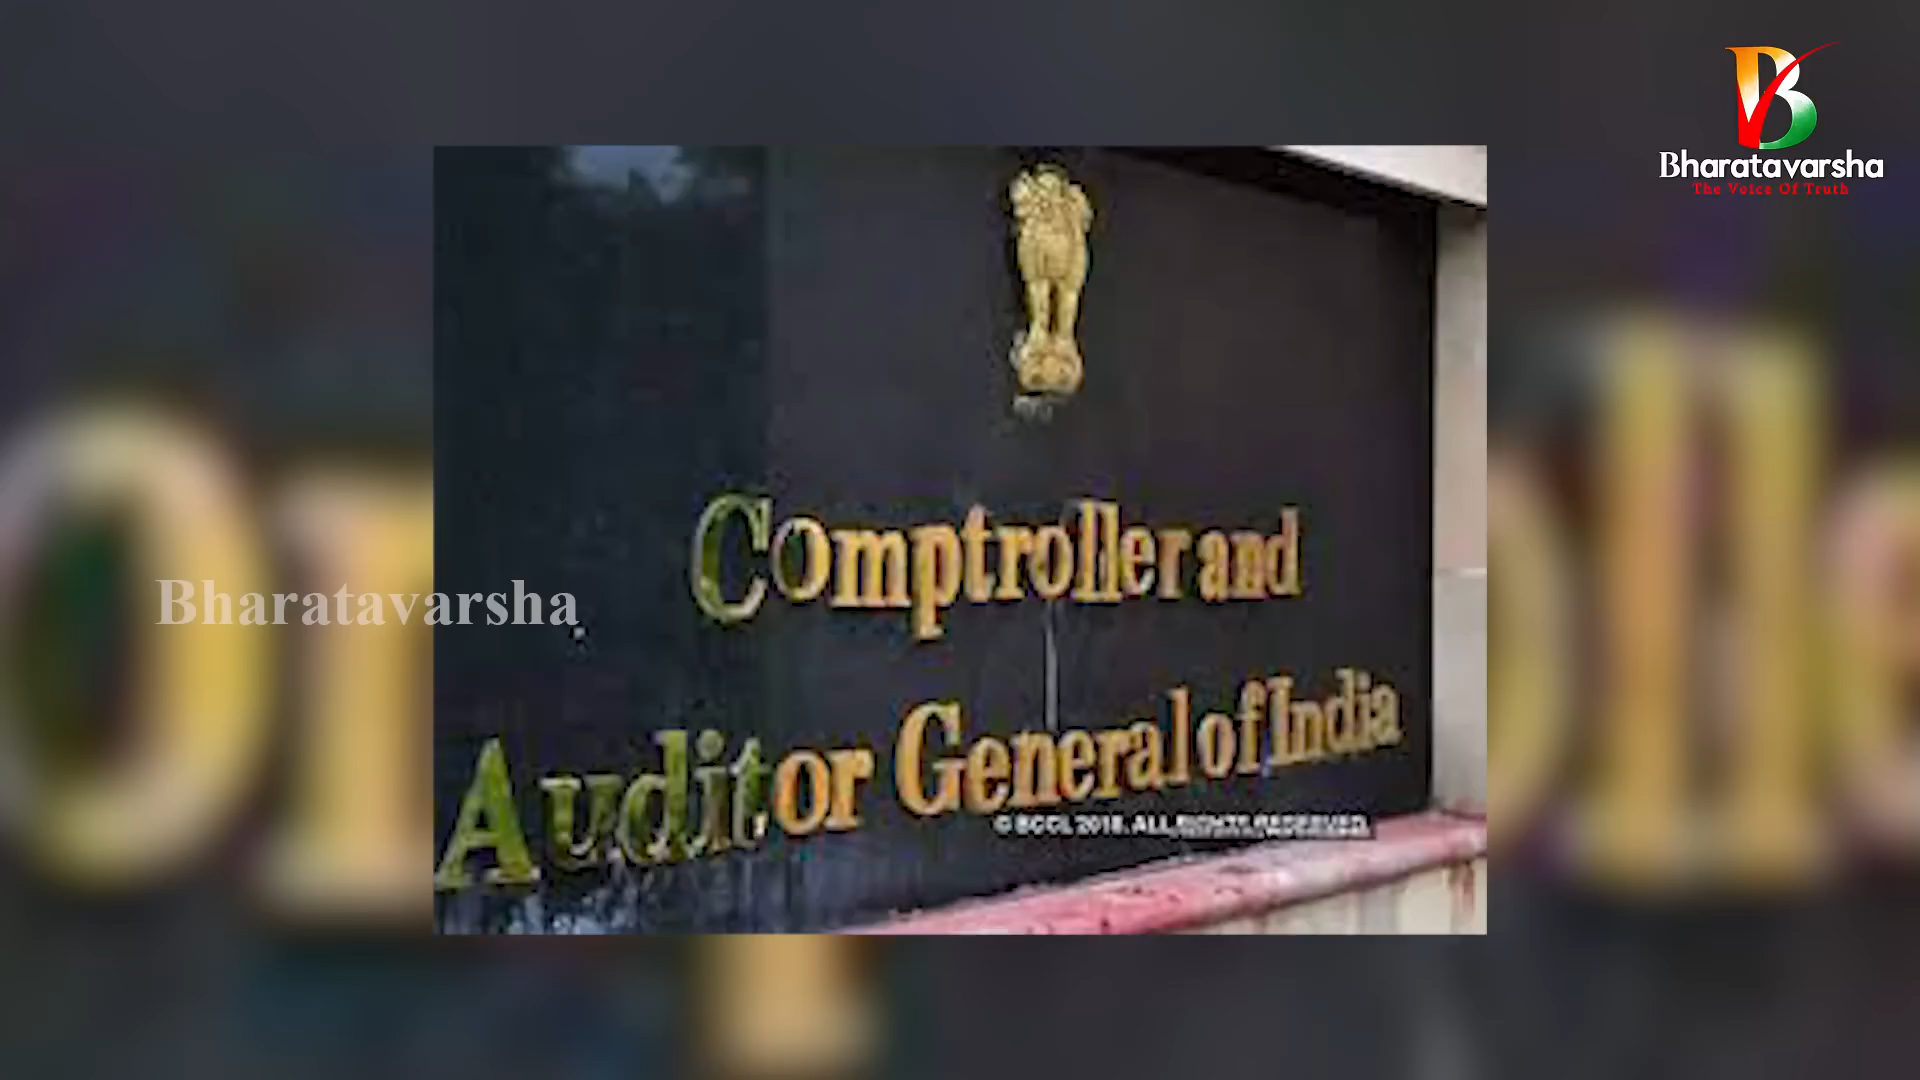 Bharatavarsha
The Voice Of Truth
Comptroller and
Auditor General of India
Bharatavarsha
© BCCL 2018. ALL RIGHTS RESERVED.